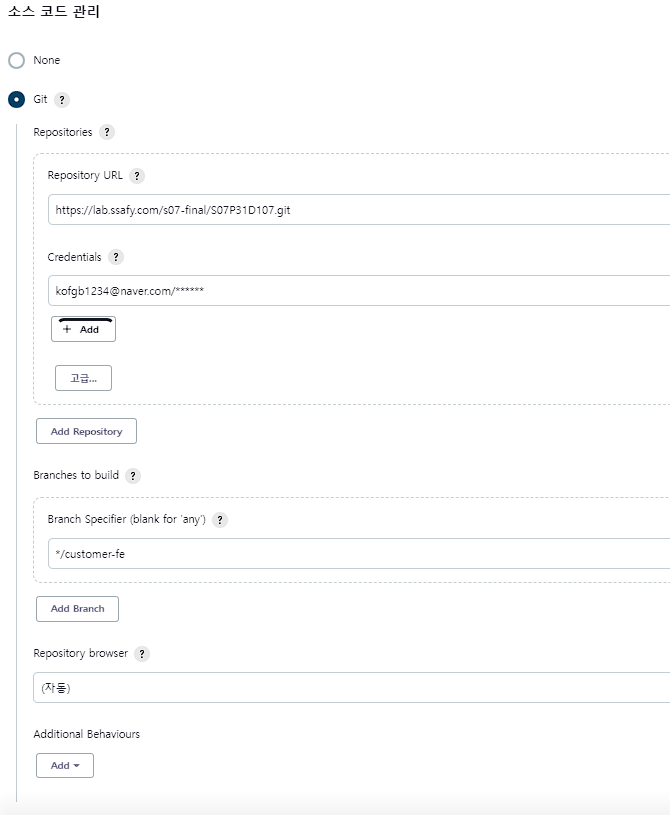 소스 코드 관리
None
Git ?
Repositories ?
Repository URL ?
https://lab.ssafy.com/s07-final/S07P31D107.git
Credentials ?
kofgb1234@naver.com/******
+ Add
고급...
Add Repository
Branches to build ?
Branch Specifier (blank for 'any') ?
*/customer-fe
Add Branch
Repository browser ?
(자동)
Additional Behaviours
Add